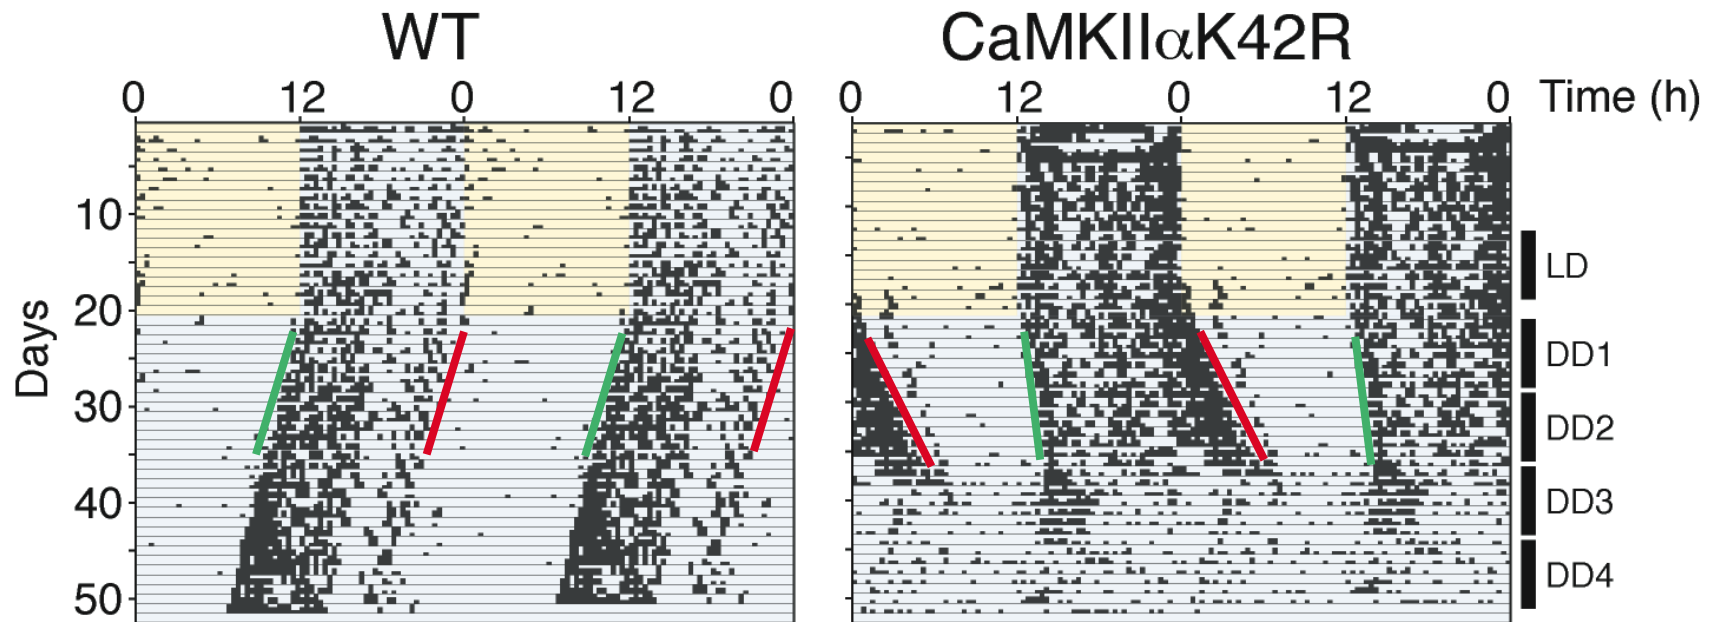 WT CaMKIIαK42R
0 12 0 12 0 0 12 0 12 0 Time (h)
Days
10
20
30
40
50
LD
DD1
DD2
DD3
DD4